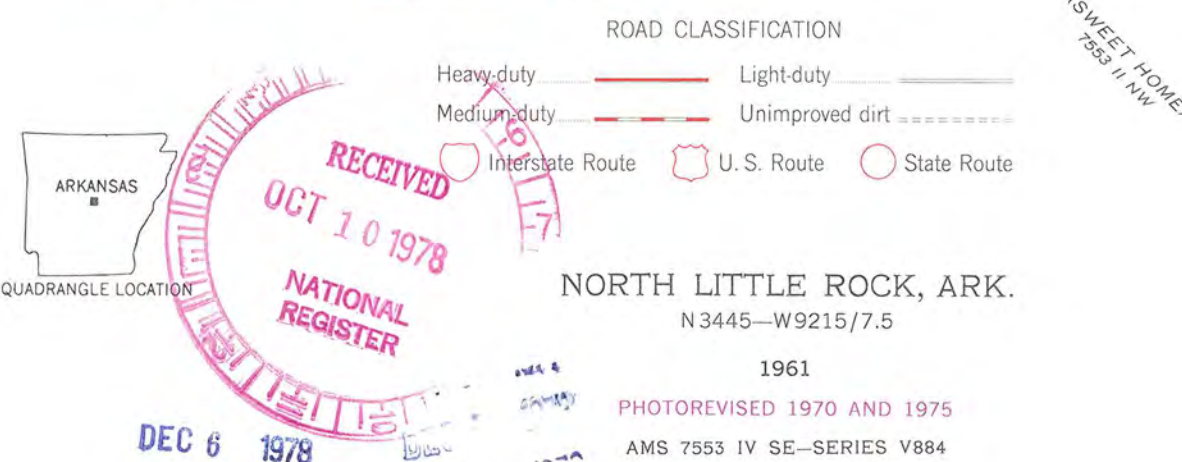 ROAD CLASSIFICATION
Heavy-duty Light-duty
Medium-duty Unimproved dirt
Interstate Route U. S. Route State Route
SWEET HOME
7553 II NW
ARKANSAS
QUADRANGLE LOCATION
RECEIVED
OCT 10 1978
NATIONAL
REGISTER
DEC 6 1978
NORTH LITTLE ROCK, ARK.
N3445—W9215/7.5
1961
PHOTOREVISED 1970 AND 1975
AMS 7553 IV SE—SERIES V884